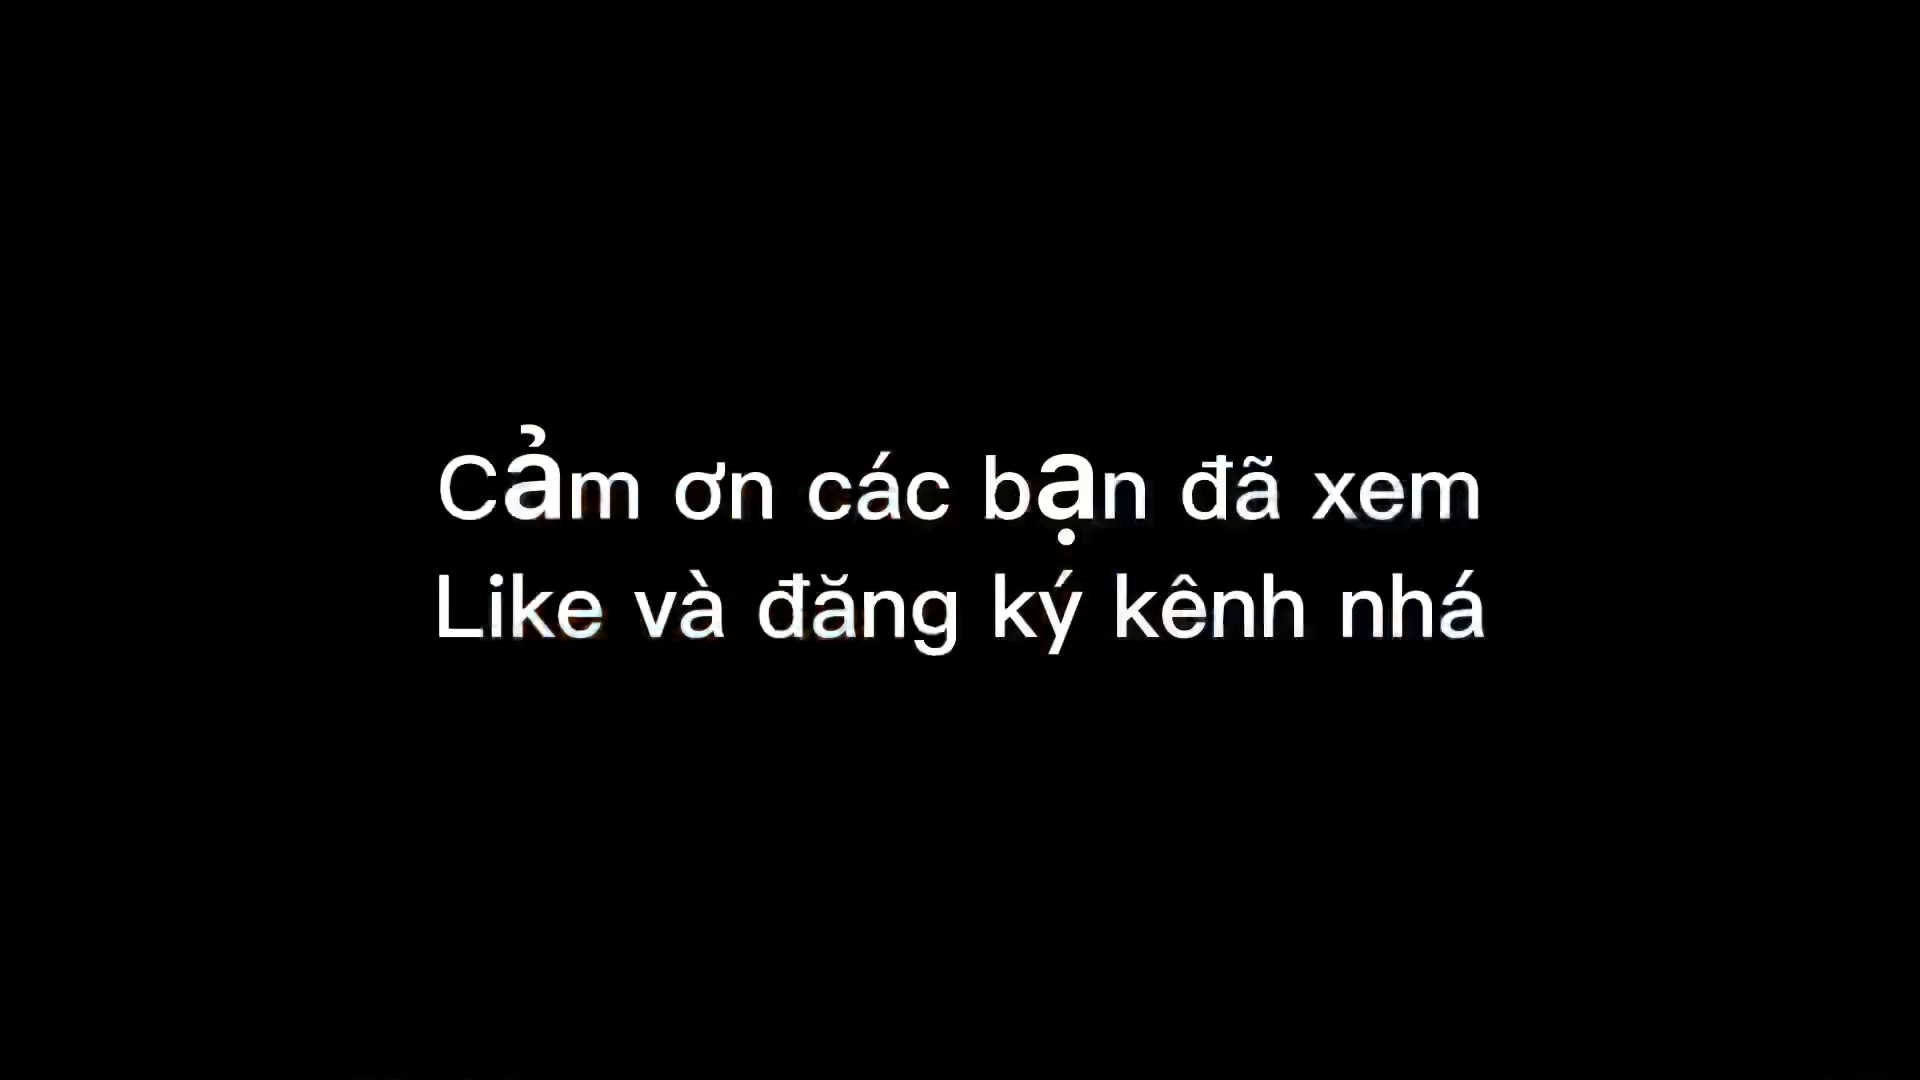 Cảm ơn các bạn đã xem
Like và đăng ký kênh nhá